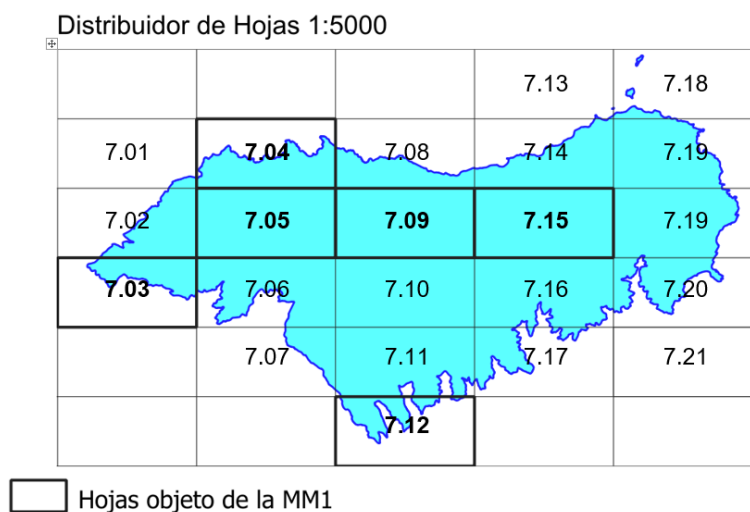 Distribuidor de Hojas 1:5000
7.13 7.18
7.01 7.04 7.08 7.14 7.19
7.02 7.05 7.09 7.15 7.19
7.03 7.06 7.10 7.16 7.20
7.07 7.11 7.17 7.21
7.12
Hojas objeto de la MM1